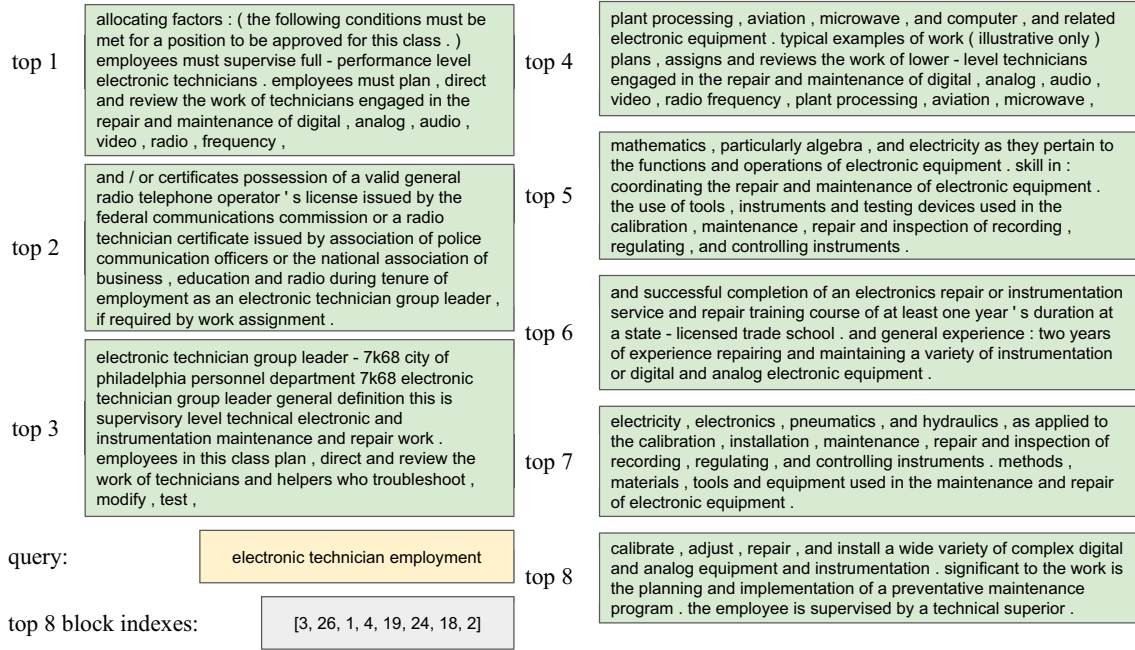 top 1
allocating factors : ( the following conditions must be
met for a position to be approved for this class . )
employees must supervise full - performance level
electronic technicians . employees must plan , direct
and review the work of technicians engaged in the
repair and maintenance of digital , analog , audio ,
video , radio , frequency ,
top 2
and / or certificates possession of a valid general
radio telephone operator ' s license issued by the
federal communications commission or a radio
technician certificate issued by association of police
communication officers or the national association of
business , education and radio during tenure of
employment as an electronic technician group leader ,
if required by work assignment .
top 3
electronic technician group leader - 7k68 city of
philadelphia personnel department 7k68 electronic
technician group leader general definition this is
supervisory level technical electronic and
instrumentation maintenance and repair work .
employees in this class plan , direct and review the
work of technicians and helpers who troubleshoot ,
modify , test ,
query:
electronic technician employment
top 8 block indexes:
[3, 26, 1, 4, 19, 24, 18, 2]
top 4
plant processing , aviation , microwave , and computer , and related
electronic equipment . typical examples of work ( illustrative only )
plans , assigns and reviews the work of lower - level technicians
engaged in the repair and maintenance of digital , analog , audio ,
video , radio frequency , plant processing , aviation , microwave ,
top 5
mathematics , particularly algebra , and electricity as they pertain to
the functions and operations of electronic equipment . skill in :
coordinating the repair and maintenance of electronic equipment .
the use of tools , instruments and testing devices used in the
calibration , maintenance , repair and inspection of recording ,
regulating , and controlling instruments .
top 6
and successful completion of an electronics repair or instrumentation
service and repair training course of at least one year ' s duration at
a state - licensed trade school . and general experience : two years
of experience repairing and maintaining a variety of instrumentation
or digital and analog electronic equipment .
top 7
electricity , electronics , pneumatics , and hydraulics , as applied to
the calibration , installation , maintenance , repair and inspection of
recording , regulating , and controlling instruments . methods ,
materials , tools and equipment used in the maintenance and repair
of electronic equipment .
top 8
calibrate , adjust , repair , and install a wide variety of complex digital
and analog equipment and instrumentation . significant to the work is
the planning and implementation of a preventative maintenance
program . the employee is supervised by a technical superior .